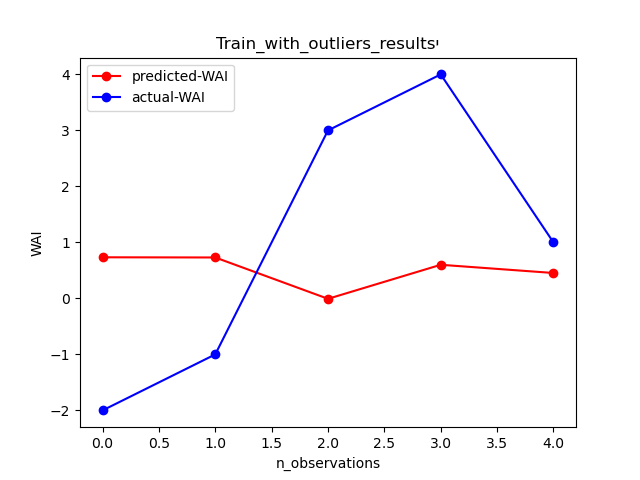 Train_with_outliers_results'
predicted-WAI
actual-WAI
4
3
2
1
0
−1
−2
WAI
0.0 0.5 1.0 1.5 2.0 2.5 3.0 3.5 4.0
n_observations